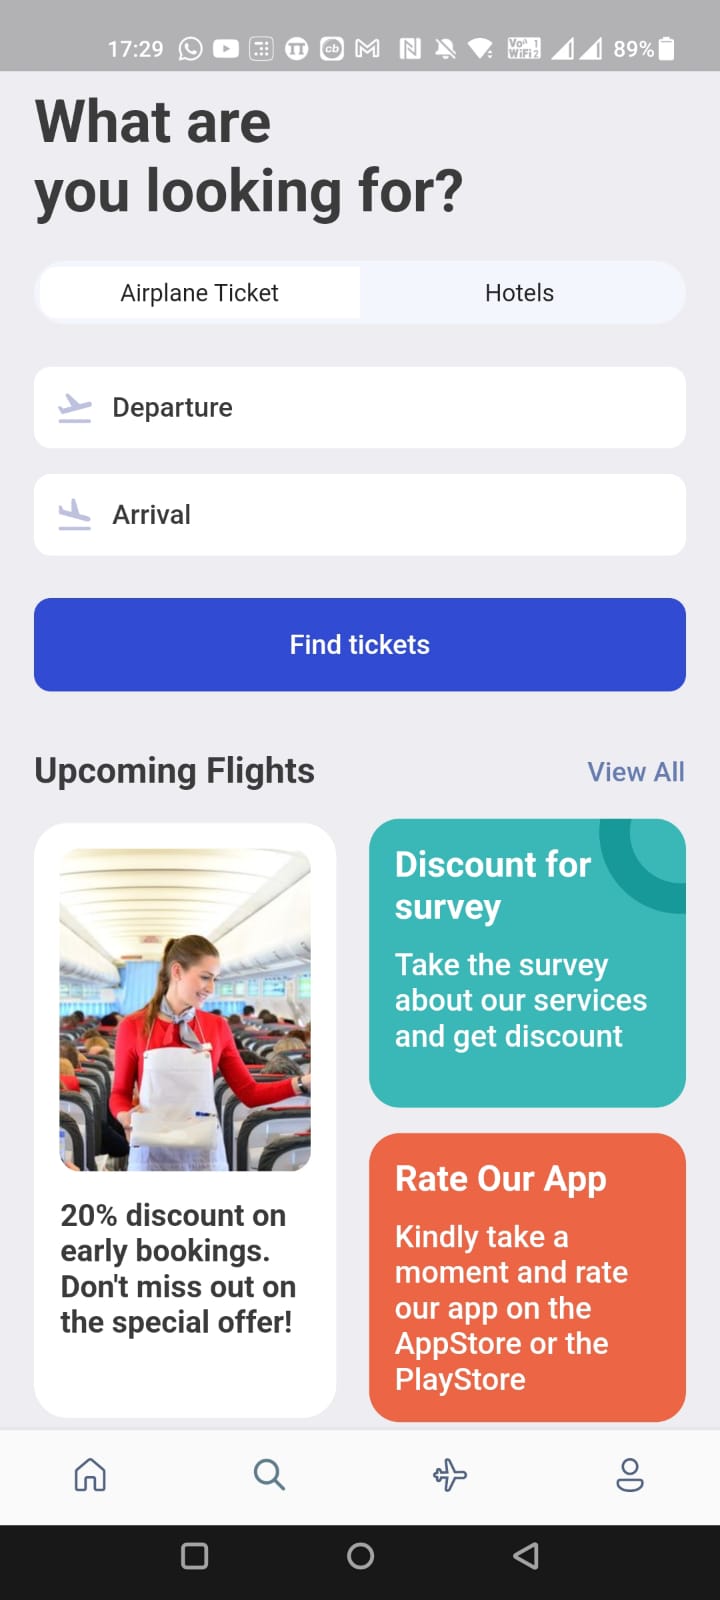 17:29
89%
What are
you looking for?
Airplane Ticket
Hotels
Departure
Arrival
Find tickets
Upcoming Flights
View All
20% discount on
early bookings.
Don't miss out on
the special offer!
Discount for
survey
Take the survey
about our services
and get discount
Rate Our App
Kindly take a
moment and rate
our app on the
AppStore or the
PlayStore